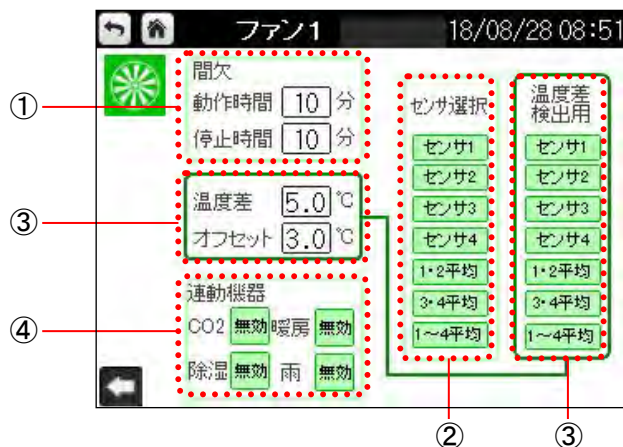 ファン1 18/08/28 08:51
① 間欠
動作時間 10 分
停止時間 10 分
③ 温度差 5.0 ℃
オフセット 3.0 ℃
④ 連動機器
CO2 無効 暖房 無効
除湿 無効 雨 無効
センサ選択
センサ1
センサ2
センサ3
センサ4
1・2平均
3・4平均
1～4平均
②
温度差
検出用
センサ1
センサ2
センサ3
センサ4
1・2平均
3・4平均
1～4平均
③